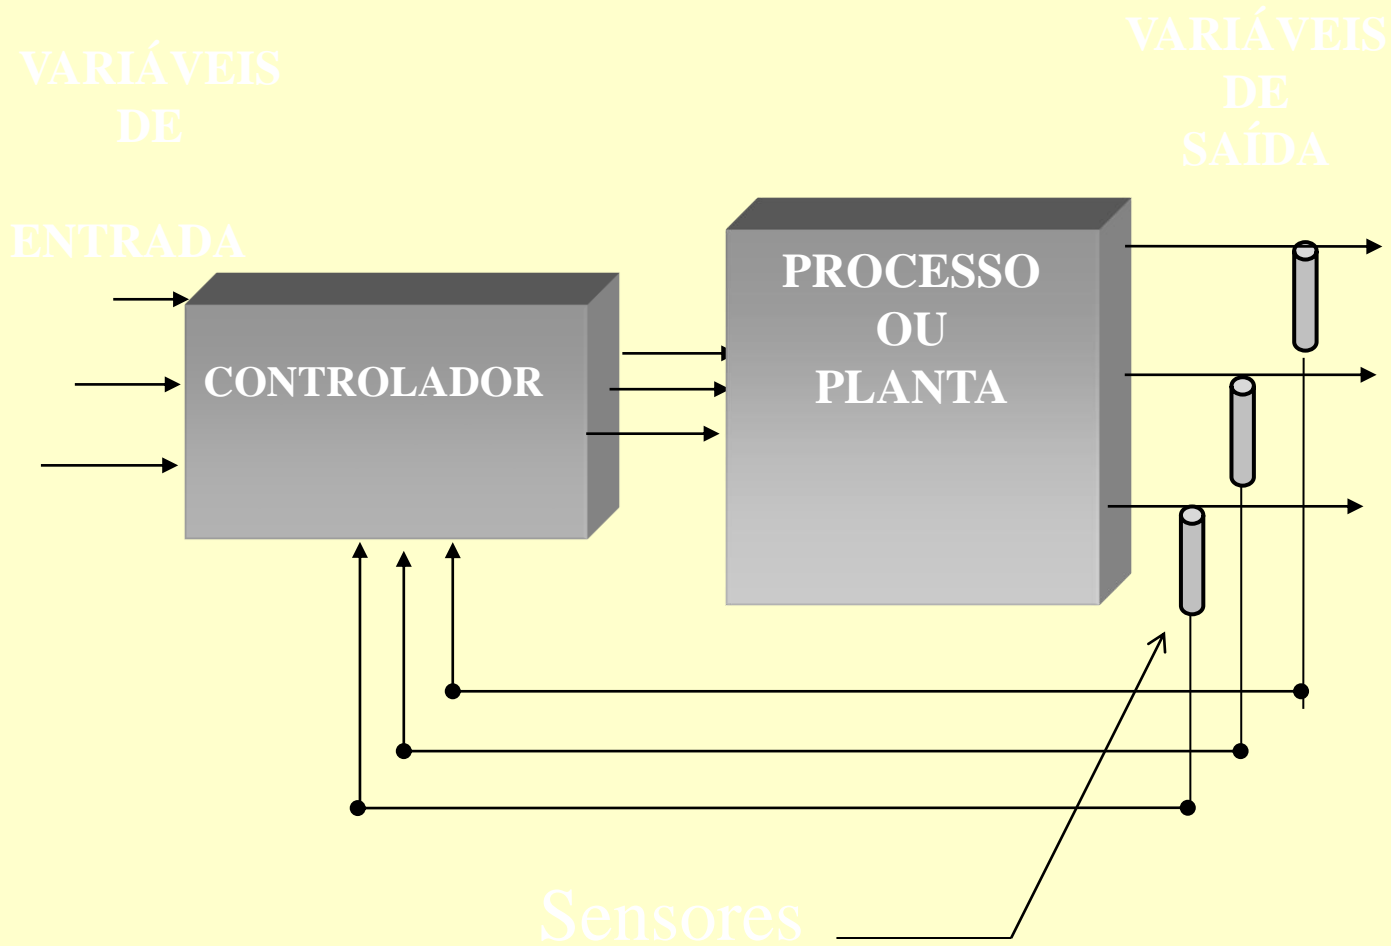 VARIÁVEIS
DE
ENTRADA
CONTROLADOR
PROCESSO
OU
PLANTA
VARIÁVEIS
DE
SAÍDA
Sensores